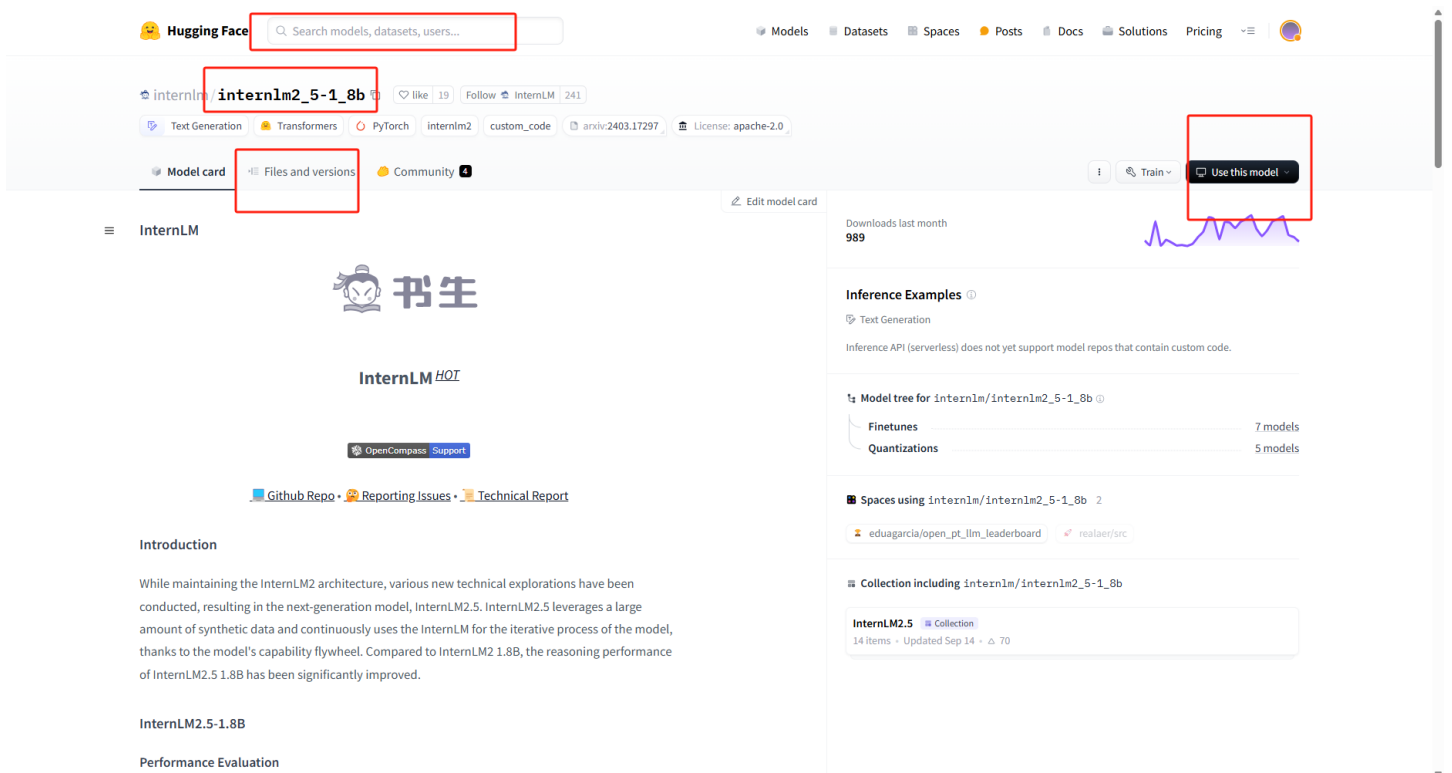 Hugging Face
Search models, datasets, users...
Models
Datasets
Spaces
Posts
Docs
Solutions
Pricing
internlm/internlm2_5-1_8b
like 19
Follow InternLM 241
Text Generation
Transformers
PyTorch
internlm2
custom_code
arxiv:2403.17297
License: apache-2.0
Model card
Files and versions
Community 4
Train
Use this model
Edit model card
InternLM
书生
InternLM HOT
OpenCompass Support
Github Repo • Reporting Issues • Technical Report
Introduction
While maintaining the InternLM2 architecture, various new technical explorations have been
conducted, resulting in the next-generation model, InternLM2.5. InternLM2.5 leverages a large
amount of synthetic data and continuously uses the InternLM for the iterative process of the model,
thanks to the model's capability flywheel. Compared to InternLM2 1.8B, the reasoning performance
of InternLM2.5 1.8B has been significantly improved.
InternLM2.5-1.8B
Performance Evaluation
Downloads last month
989
Inference Examples
Text Generation
Inference API (serverless) does not yet support model repos that contain custom code.
Model tree for internlm/internlm2_5-1_8b
Finetunes 7 models
Quantizations 5 models
Spaces using internlm/internlm2_5-1_8b 2
eduagarcia/open_pt_llm_leaderboard
realaer/src
Collection including internlm/internlm2_5-1_8b
InternLM2.5 Collection
14 items • Updated Sep 14 • 70